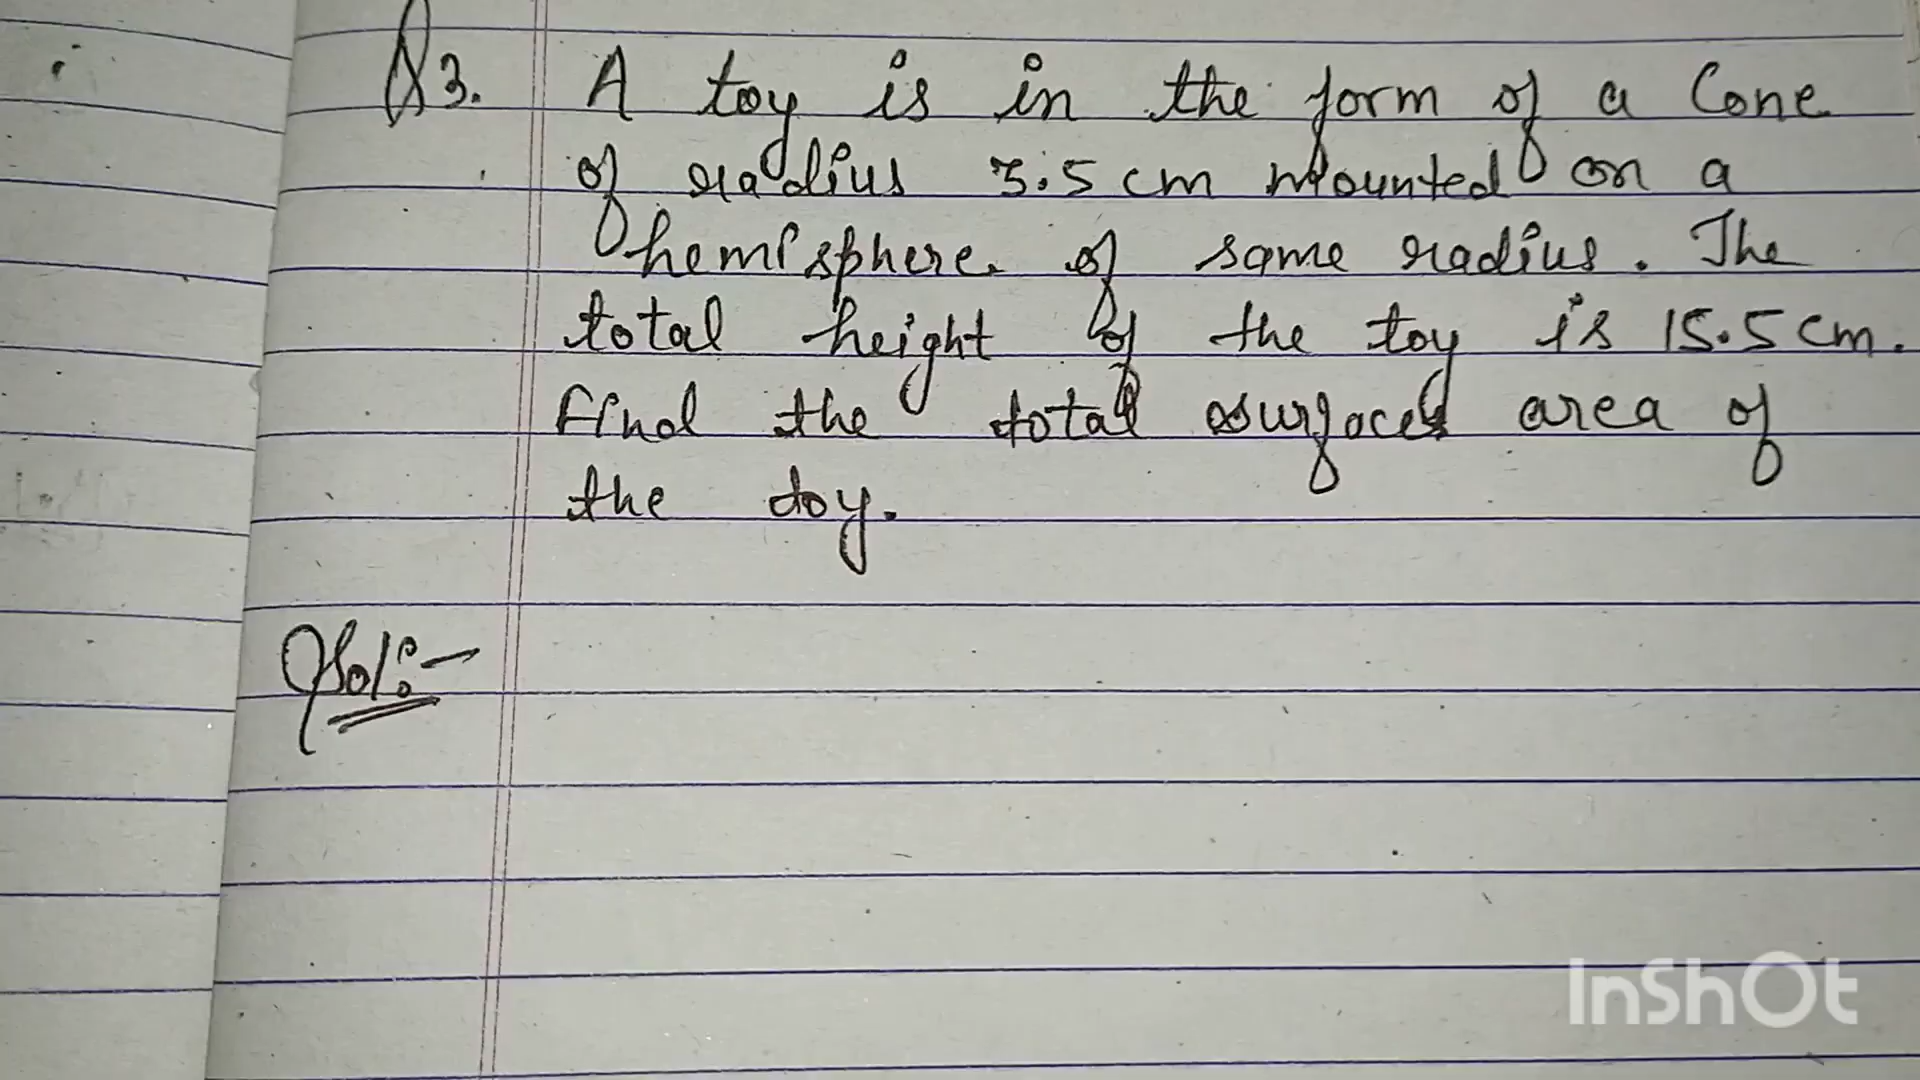 Q3. A toy is in the form of a Cone
of radius 3.5 cm mounted on a
hemisphere of same radius. The
total height of the toy is 15.5 cm.
Find the total surface area of
the toy.
Sol:-
InShOt